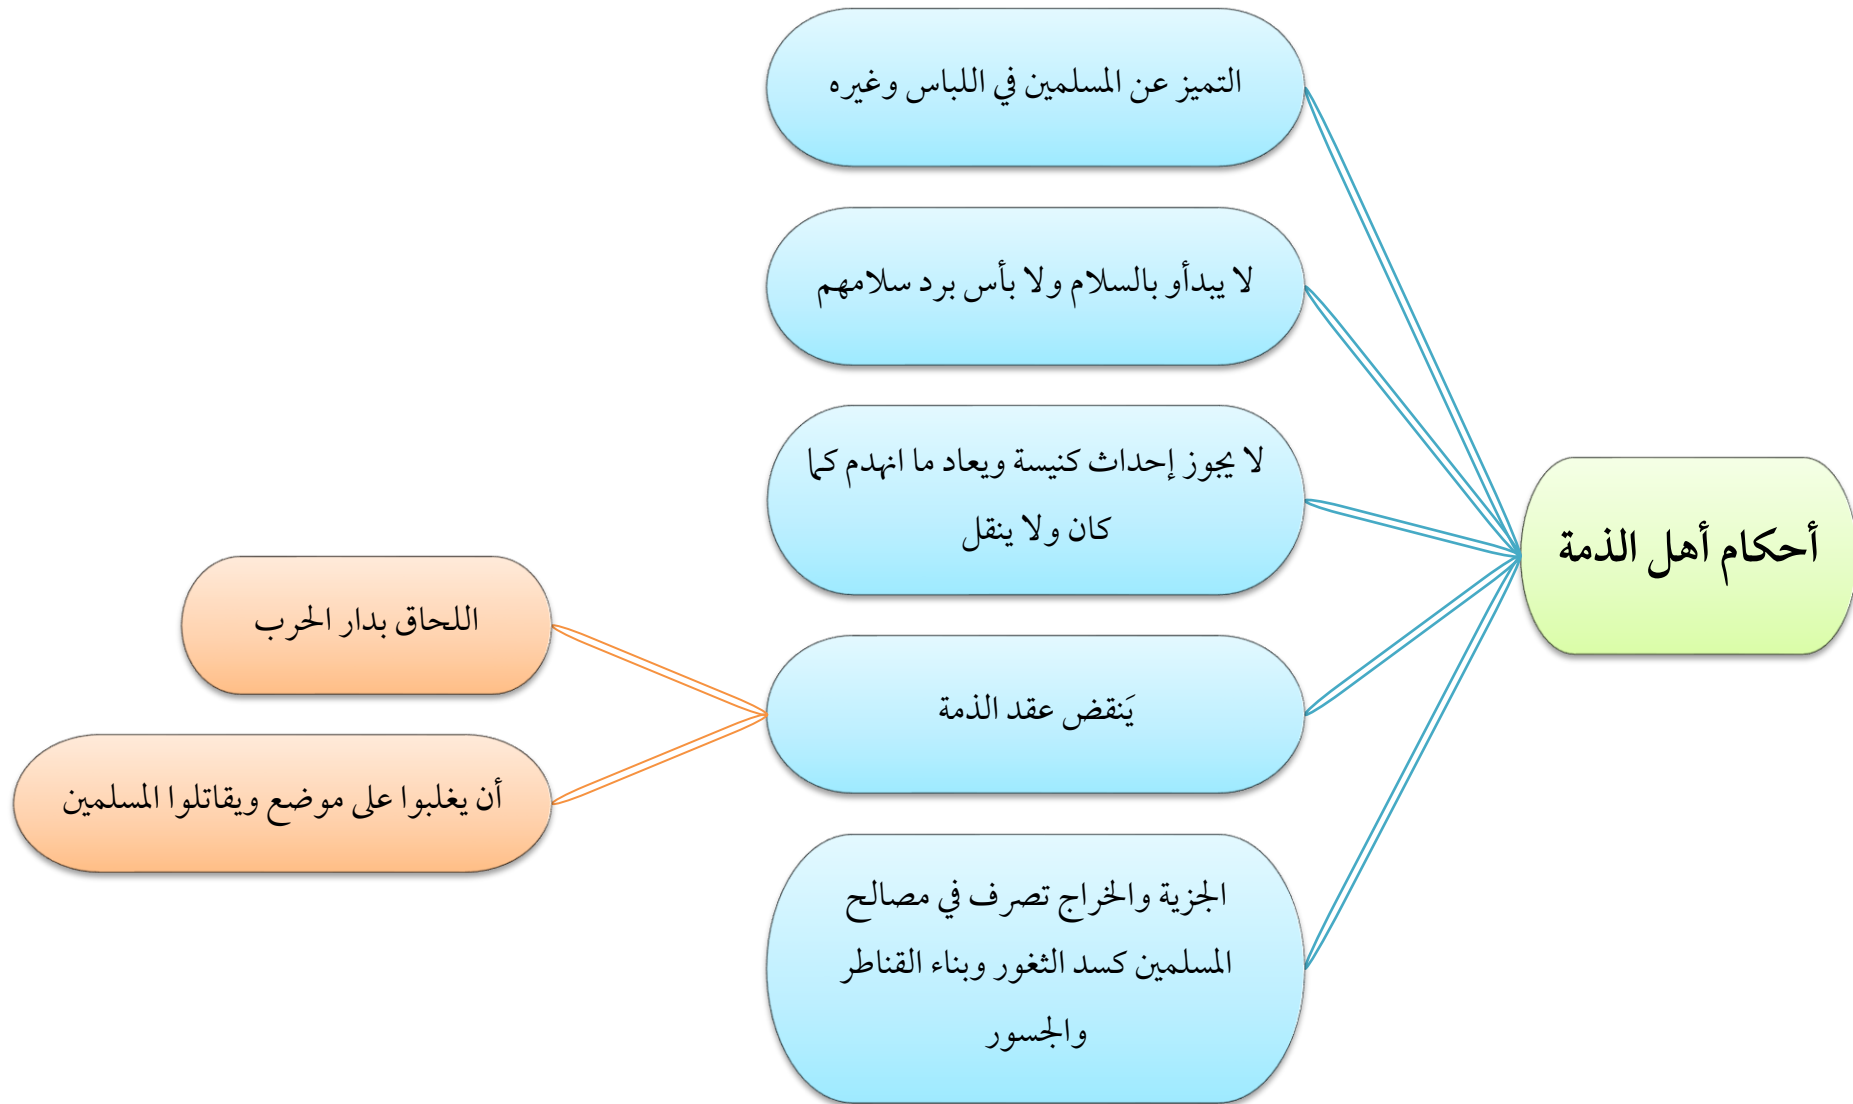 أحكام أهل الذمة
التميز عن المسلمين في اللباس وغيره
لا يبدأو بالسلام ولا بأس برد سلامهم
لا يجوز إحداث كنيسة ويعاد ما انهدم كما
كان ولا ينقل
يَنقض عقد الذمة
اللحاق بدار الحرب
أن يغلبوا على موضع ويقاتلوا المسلمين
الجزية والخراج تصرف في مصالح
المسلمين كسد الثغور وبناء القناطر
والجسور